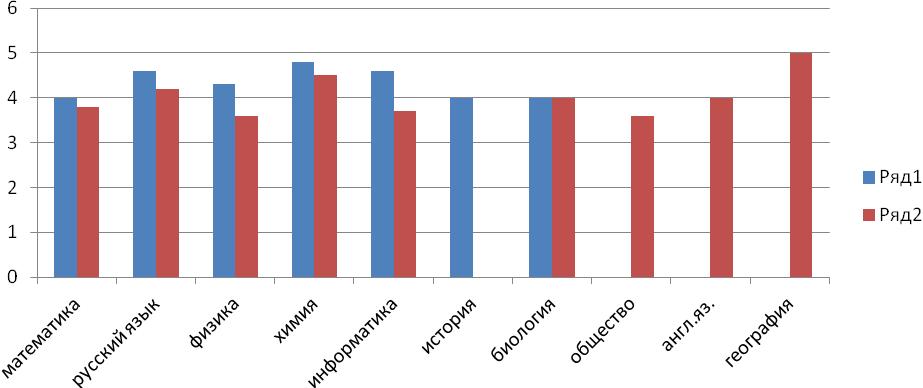 6
5
4
3
2
1
0
математика
русский язык
физика
химия
информатика
история
биология
общество
англ.яз.
география
Ряд1
Ряд2